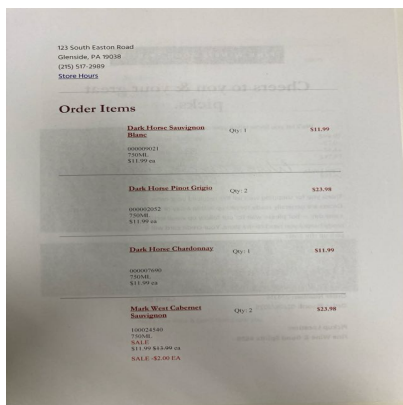 123 South Easton Road
Glenside, PA 19038
(215) 517-2989
Store Hours
Order Items
Dark Horse Sauvignon Blanc Qty: 1 $11.99
000009021
750ML
$11.99 ea
Dark Horse Pinot Grigio Qty: 2 $23.98
000002052
750ML
$11.99 ea
Dark Horse Chardonnay Qty: 1 $11.99
000007690
750ML
$11.99 ea
Mark West Cabernet Sauvignon Qty: 2 $23.98
100024540
750ML
SALE
$11.99 $13.99 ea
SALE -$2.00 EA